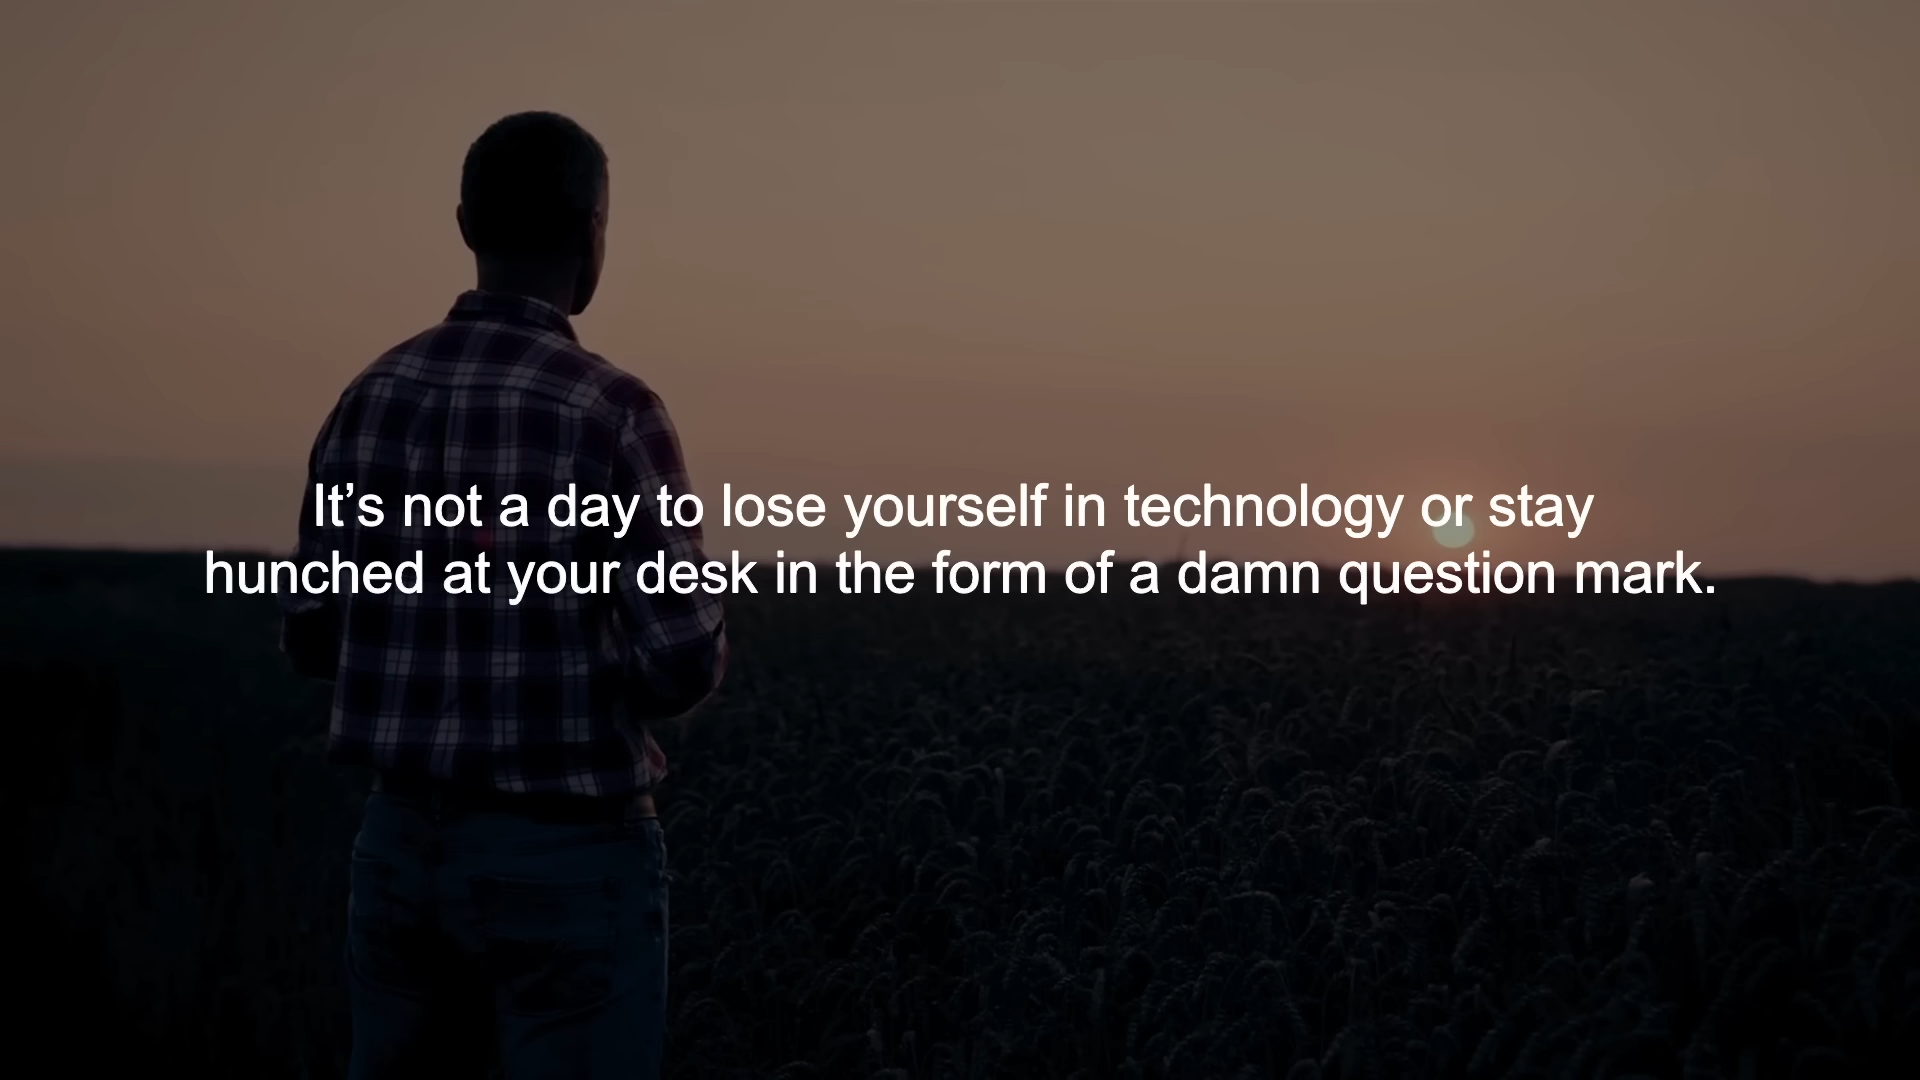 It’s not a day to lose yourself in technology or stay
hunched at your desk in the form of a damn question mark.